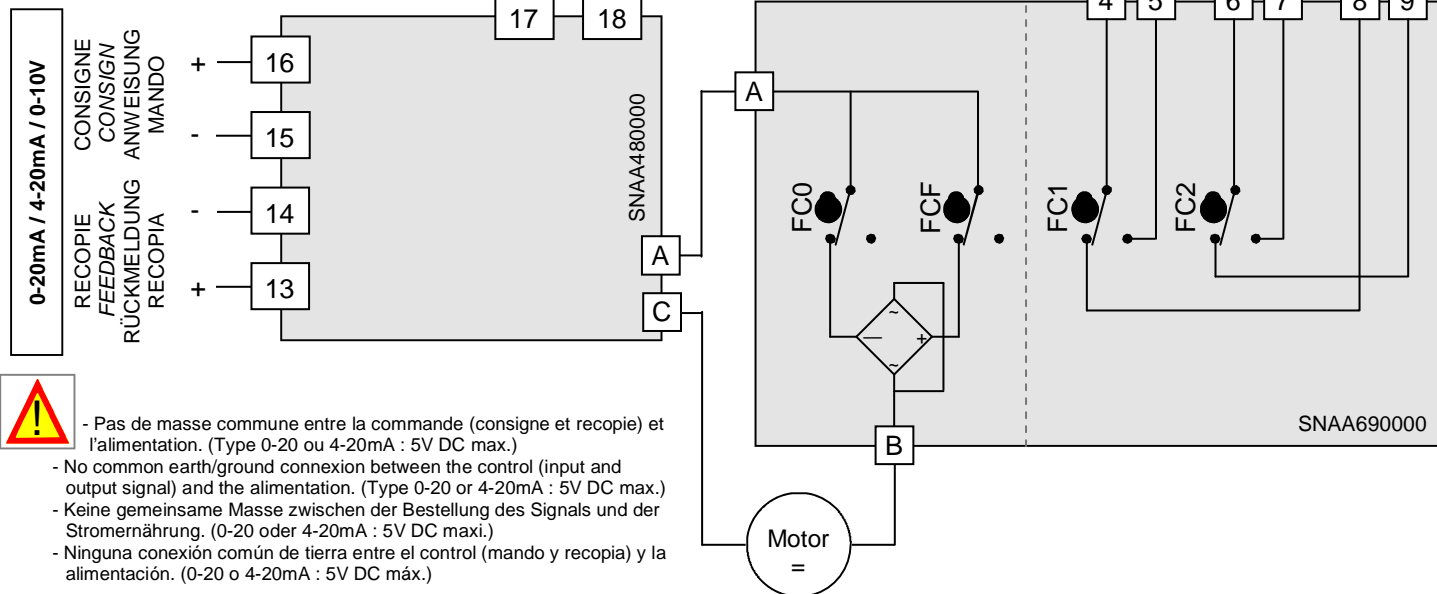 17 18
4 5 6 7 8 9
0-20mA / 4-20mA / 0-10V
CONSIGNE
CONSIGN
ANWEISUNG
MANDO
+ 16
- 15
RECOPIE
FEEDBACK
RÜCKMELDUNG
RECOPIA
- 14
+ 13
SNAA480000
A
C
A
FC0
FCF
FC1
FC2
~
— +
~
B
SNAA690000
Motor
=
!
- Pas de masse commune entre la commande (consigne et recopie) et
l'alimentation. (Type 0-20 ou 4-20mA : 5V DC max.)
- No common earth/ground connexion between the control (input and
output signal) and the alimentation. (Type 0-20 or 4-20mA : 5V DC max.)
- Keine gemeinsame Masse zwischen der Bestellung des Signals und der
Stromernährung. (0-20 oder 4-20mA : 5V DC maxi.)
- Ninguna conexión común de tierra entre el control (mando y recopia) y la
alimentación. (0-20 o 4-20mA : 5V DC máx.)